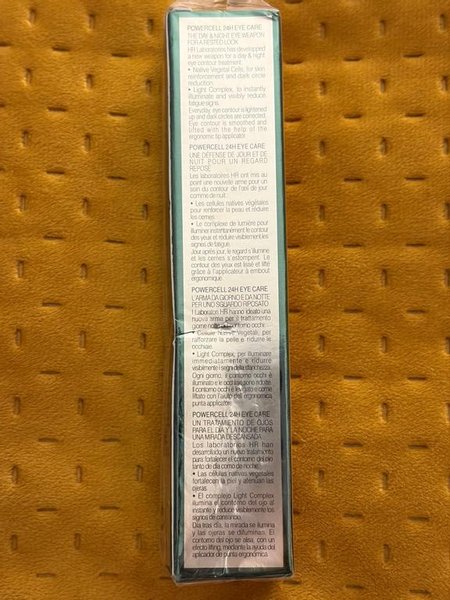 POWERCELL 24H EYE CARE
THE DAY & NIGHT EYE WEAPON
FOR A RESTED LOOK
HR Laboratories has developped
a new weapon for a day & night
eye contour treatment.
• Native Vegetal Cells, for skin
reinforcement and dark circle
reduction.
• Light Complex, to instantly
illuminate and visibly reduce
fatigue signs.
Everyday, eye contour is lightened
up and dark circles are corrected.
Eye contour is smoothed and
lifted with the help of the
ergonomic tip applicator.
POWERCELL 24H EYE CARE
UNE DÉFENSE DE JOUR ET DE
NUIT POUR UN REGARD
REPOSÉ
Les laboratoires HR ont mis au
point une nouvelle arme pour un
soin du contour de l'œil de jour
comme de nuit.
• Les cellules natives végétales
pour renforcer la peau et réduire
les cernes.
• Le complexe de lumière pour
illuminer instantanément le contour
des yeux et réduire visiblement les
signes de fatigue.
Jour après jour, le regard s'illumine
et les cernes s'estompent. Le
contour des yeux est lissé et lifté
grâce à l'applicateur à embout
ergonomique.
POWERCELL 24H EYE CARE
L'ARMA DA GIORNO E DA NOTTE
PER UNO SGUARDO RIPOSATO
I Laboratori HR hanno ideato una
nuova arma per il trattamento
giorno notte contorno occhi.
• Cellule Native Vegetali, per
rafforzare la pelle e ridurre le
occhiaie.
• Light Complex, per illuminare
immediatamente e ridurre
visibilmente i segni della stanchezza.
Ogni giorno, il contorno occhi è
illuminato e le occhiaie sono ridotte.
Il contorno occhi è levigato e come
liftato con l'aiuto dell'ergonomica
punta applicatrice.
POWERCELL 24H EYE CARE
UN TRATAMIENTO DE OJOS
PARA EL DÍA Y LA NOCHE PARA
UNA MIRADA DESCANSADA
Los laboratorios HR han
desarrollado un nuevo tratamiento
para fortalecer el contorno del ojo
tanto de día como de noche.
• Las células nativas vegetales
fortalecen la piel y atenúan las
ojeras.
• El complejo Light Complex
ilumina el contorno del ojo al
instante y reduce visiblemente los
signos de cansancio.
Día tras día, la mirada se ilumina
y las ojeras se difuminan. El
contorno del ojo se alisa, con un
efecto lifting, mediante la ayuda del
aplicador de punta ergonómica.